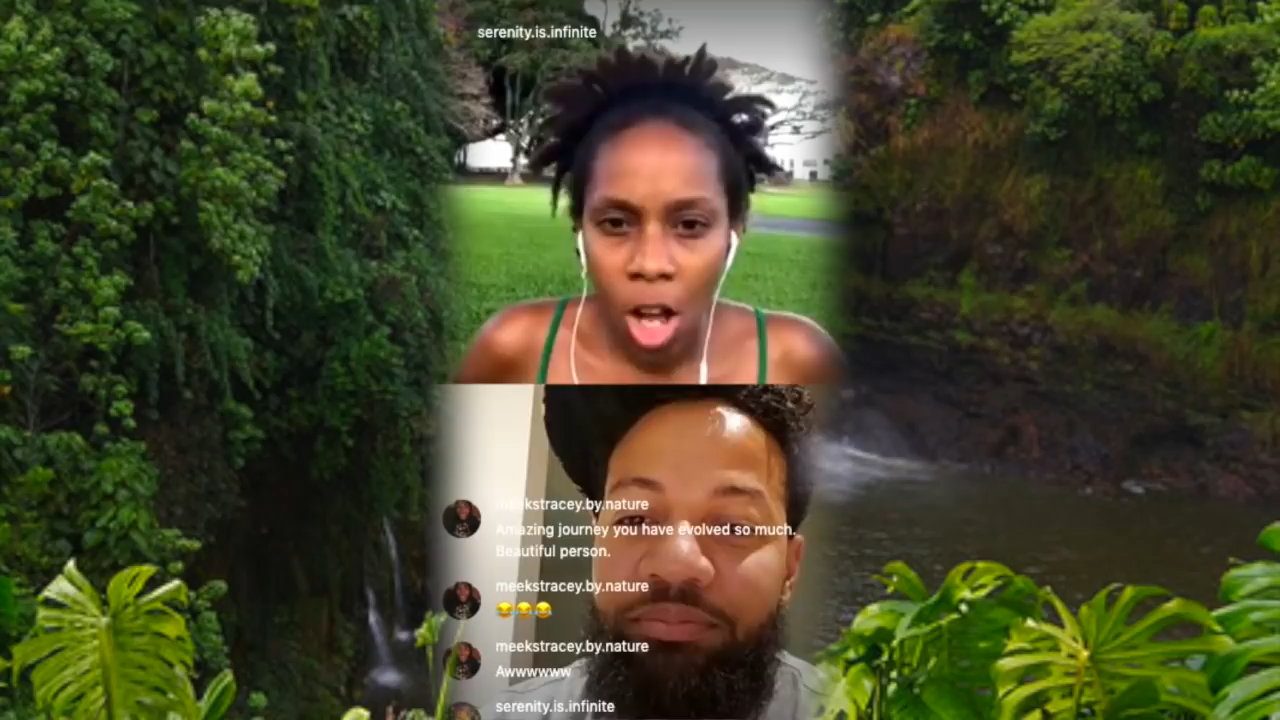 serenity.is.infinite
meekstracey.by.nature
Amazing journey you have evolved so much.
Beautiful person.
meekstracey.by.nature
😂😂😂
meekstracey.by.nature
Awwwwww
serenity.is.infinite